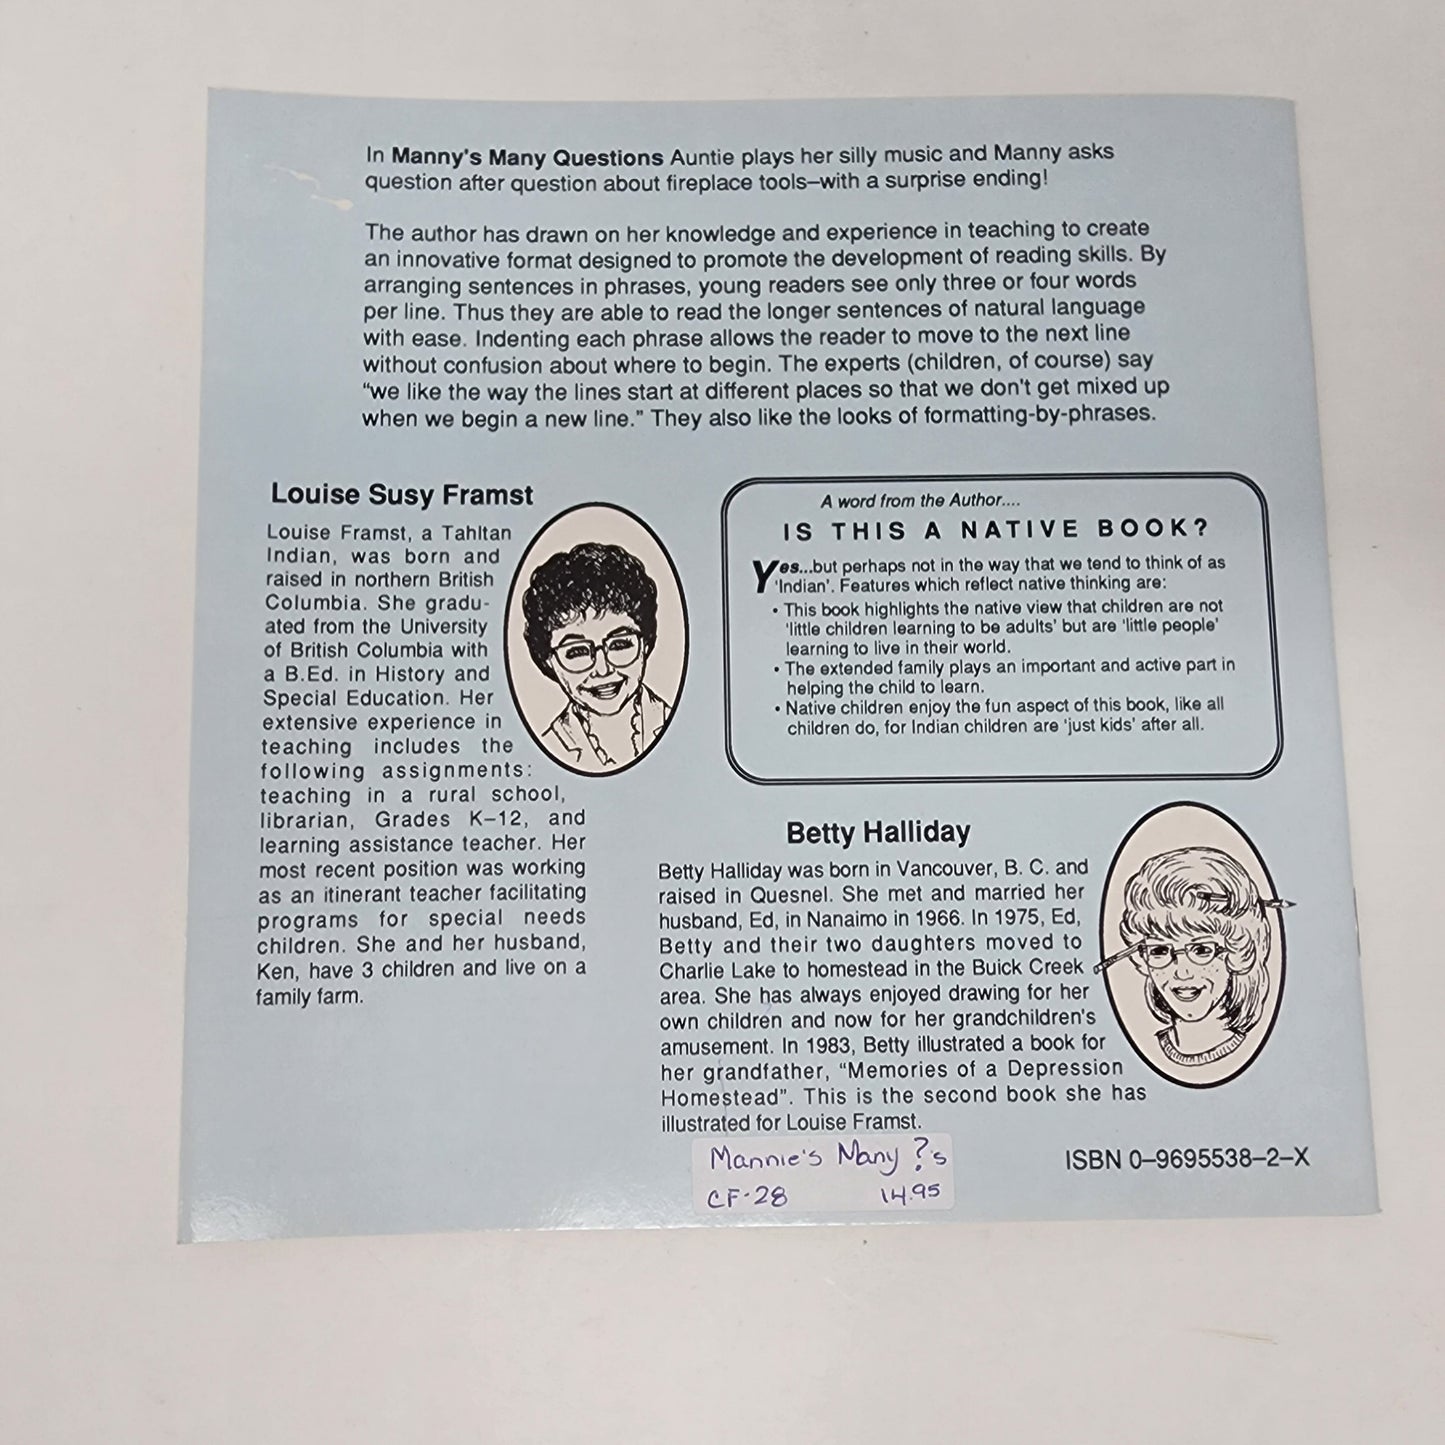 In Manny's Many Questions Auntie plays her silly music and Manny asks
question after question about fireplace tools–with a surprise ending!
The author has drawn on her knowledge and experience in teaching to create
an innovative format designed to promote the development of reading skills. By
arranging sentences in phrases, young readers see only three or four words
per line. Thus they are able to read the longer sentences of natural language
with ease. Indenting each phrase allows the reader to move to the next line
without confusion about where to begin. The experts (children, of course) say
“we like the way the lines start at different places so that we don't get mixed up
when we begin a new line.” They also like the looks of formatting-by-phrases.
Louise Susy Framst
Louise Framst, a Tahltan
Indian, was born and
raised in northern British
Columbia. She gradu-
ated from the University
of British Columbia with
a B.Ed. in History and
Special Education. Her
extensive experience in
teaching includes the
following assignments:
teaching in a rural school,
librarian, Grades K–12, and
learning assistance teacher. Her
most recent position was working
as an itinerant teacher facilitating
programs for special needs
children. She and her husband,
Ken, have 3 children and live on a
family farm.
A word from the Author....
IS THIS A NATIVE BOOK?
Yes...but perhaps not in the way that we tend to think of as
'Indian'. Features which reflect native thinking are:
• This book highlights the native view that children are not
'little children learning to be adults' but are 'little people'
learning to live in their world.
• The extended family plays an important and active part in
helping the child to learn.
• Native children enjoy the fun aspect of this book, like all
children do, for Indian children are 'just kids' after all.
Betty Halliday
Betty Halliday was born in Vancouver, B. C. and
raised in Quesnel. She met and married her
husband, Ed, in Nanaimo in 1966. In 1975, Ed,
Betty and their two daughters moved to
Charlie Lake to homestead in the Buick Creek
area. She has always enjoyed drawing for her
own children and now for her grandchildren's
amusement. In 1983, Betty illustrated a book for
her grandfather, “Memories of a Depression
Homestead”. This is the second book she has
illustrated for Louise Framst.
Mannie's Many ?s
CF-28 14.95
ISBN 0–9695538–2–X